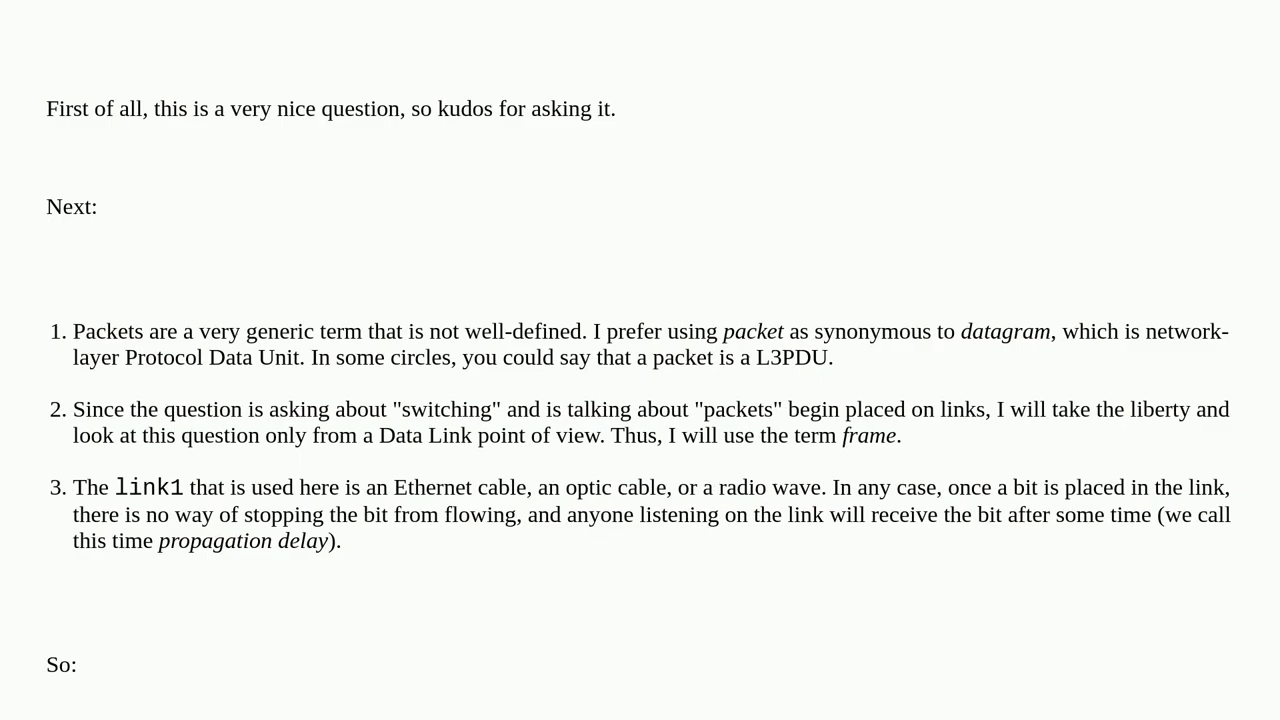 First of all, this is a very nice question, so kudos for asking it.
Next:
1. Packets are a very generic term that is not well-defined. I prefer using packet as synonymous to datagram, which is network-
layer Protocol Data Unit. In some circles, you could say that a packet is a L3PDU.
2. Since the question is asking about "switching" and is talking about "packets" begin placed on links, I will take the liberty and
look at this question only from a Data Link point of view. Thus, I will use the term frame.
3. The link1 that is used here is an Ethernet cable, an optic cable, or a radio wave. In any case, once a bit is placed in the link,
there is no way of stopping the bit from flowing, and anyone listening on the link will receive the bit after some time (we call
this time propagation delay).
So: